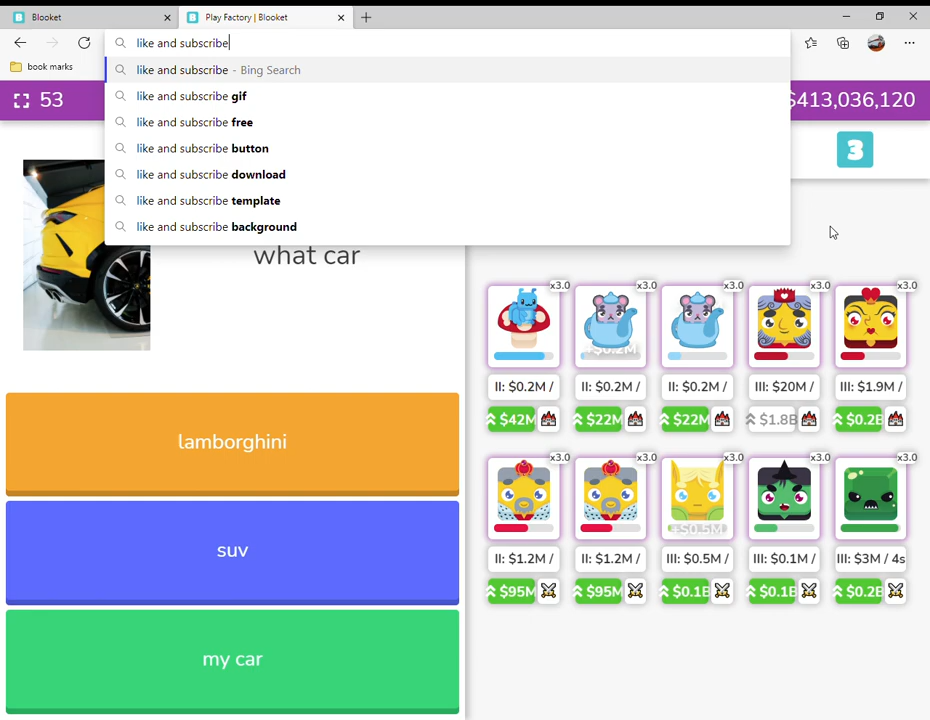 Blooket
Play Factory | Blooket
like and subscribe
book marks
like and subscribe - Bing Search
like and subscribe gif
like and subscribe free
like and subscribe button
like and subscribe download
like and subscribe template
like and subscribe background
53
$413,036,120
3
what car
lamborghini
suv
my car
x3.0 x3.0 x3.0 x3.0 x3.0
+$0.2M
II: $0.2M / II: $0.2M / II: $0.2M / III: $20M / III: $1.9M /
$42M $22M $22M $1.8B $0.2B
x3.0 x3.0 x3.0 x3.0 x3.0
+$0.5M
II: $1.2M / II: $1.2M / III: $0.5M / III: $0.1M / III: $3M / 4s
$95M $95M $0.1B $0.1B $0.2B